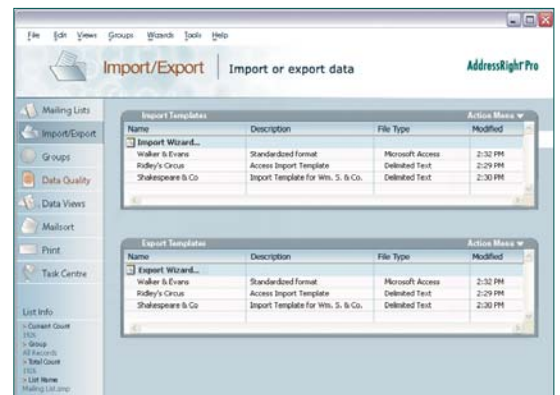 File Edit Views Groups Wizards Tools Help
Import/Export Import or export data AddressRight Pro
Mailing Lists
Import/Export
Groups
Data Quality
Data Views
Mailsort
Print
Task Centre
List Info
> Current Count
1926
> Group
All Records
> Total Count
1926
> List Name
Mailing List.zmp
Import Templates Action Menu
Name Description File Type Modified
Import Wizard...
Walker & Evans Standardized format Microsoft Access 2:32 PM
Ridley's Circus Access Import Template Delimited Text 2:29 PM
Shakespeare & Co Import Template for Wm. S. & Co. Delimited Text 2:30 PM
Export Templates Action Menu
Name Description File Type Modified
Export Wizard...
Walker & Evans Standardized format Microsoft Access 2:32 PM
Ridley's Circus Access Import Template Delimited Text 2:29 PM
Shakespeare & Co Import Template for Wm. S. & Co. Delimited Text 2:30 PM